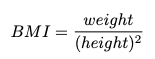 BMI = weight / (height)²